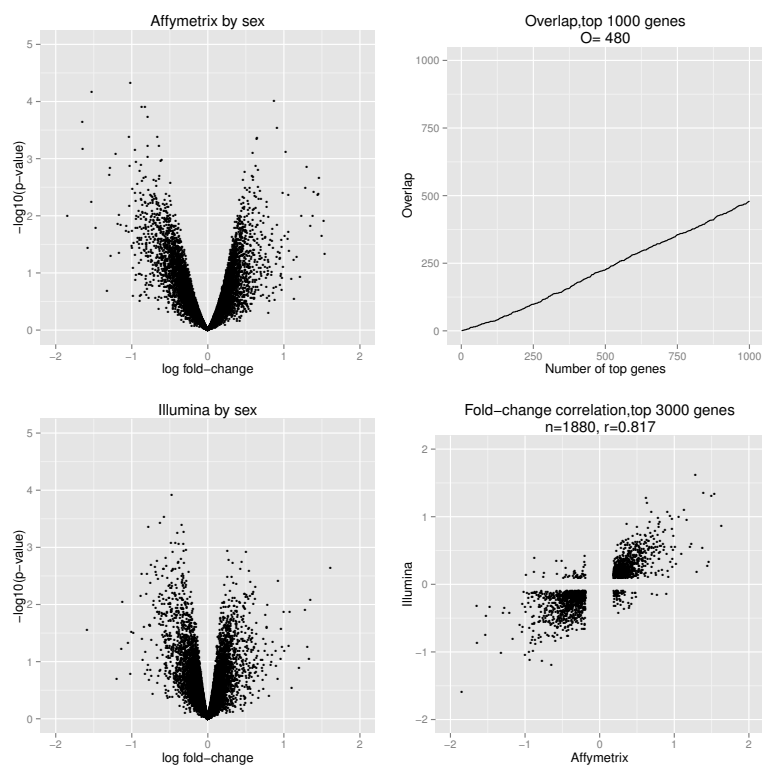 Affymetrix by sex
5
4
3
2
1
0
−log10(p−value)
−2 −1 0 1 2
log fold−change
Overlap,top 1000 genes
O= 480
1000
750
500
250
0
Overlap
0 250 500 750 1000
Number of top genes
Illumina by sex
5
4
3
2
1
0
−log10(p−value)
−2 −1 0 1 2
log fold−change
Fold−change correlation,top 3000 genes
n=1880, r=0.817
2
1
0
−1
−2
Illumina
−2 −1 0 1 2
Affymetrix